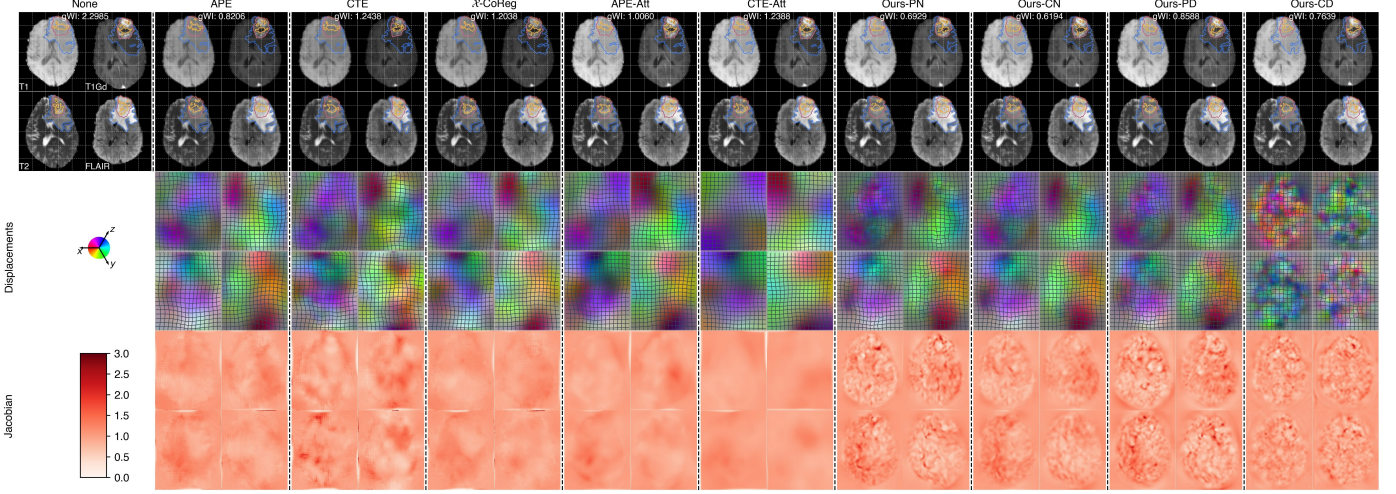 None APE CTE 𝒳-CoReg APE-Att CTE-Att Ours-PN Ours-CN Ours-PD Ours-CD
gWI: 2.2985 gWI: 0.8206 gWI: 1.2438 gWI: 1.2038 gWI: 1.0060 gWI: 1.2388 gWI: 0.6929 gWI: 0.6194 gWI: 0.8588 gWI: 0.7639
T1 T1Gd
T2 FLAIR
Displacements
z
x
y
Jacobian
3.0
2.5
2.0
1.5
1.0
0.5
0.0